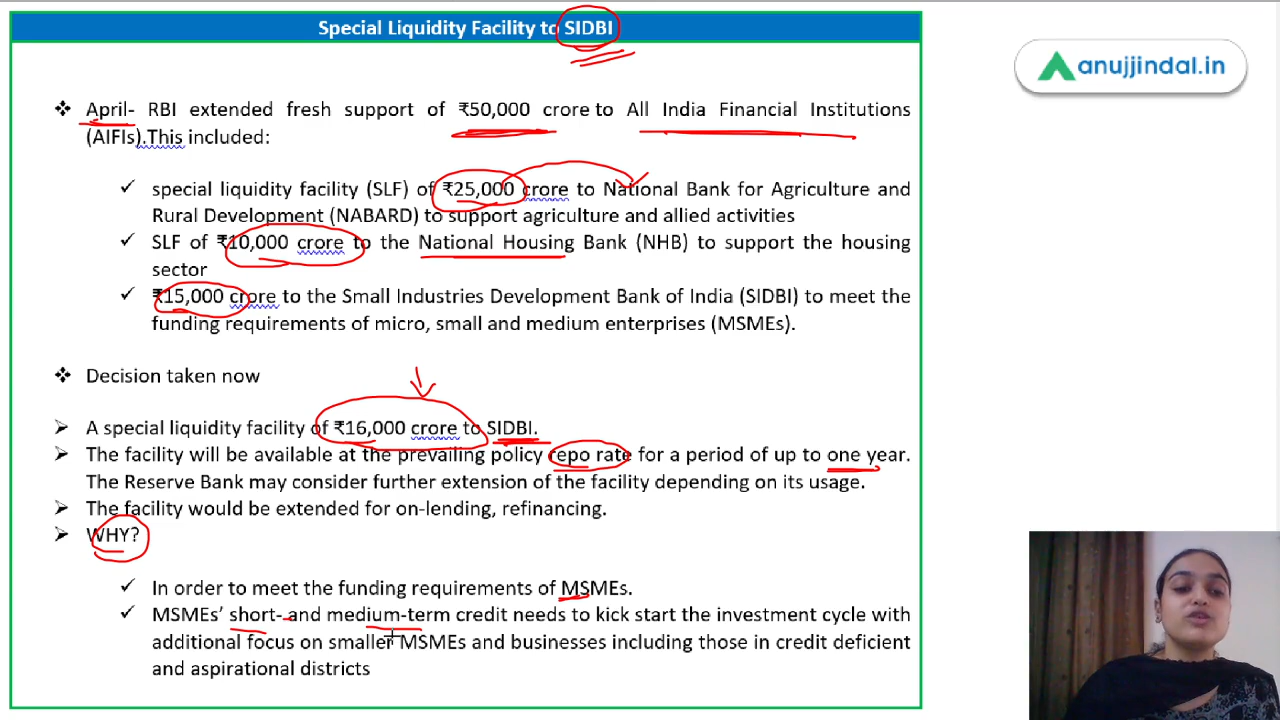 Special Liquidity Facility to SIDBI
anujjindal.in
❖ April- RBI extended fresh support of ₹50,000 crore to All India Financial Institutions
(AIFIs).This included:
✓ special liquidity facility (SLF) of ₹25,000 crore to National Bank for Agriculture and
Rural Development (NABARD) to support agriculture and allied activities
✓ SLF of ₹10,000 crore to the National Housing Bank (NHB) to support the housing
sector
✓ ₹15,000 crore to the Small Industries Development Bank of India (SIDBI) to meet the
funding requirements of micro, small and medium enterprises (MSMEs).
❖ Decision taken now
➢ A special liquidity facility of ₹16,000 crore to SIDBI.
➢ The facility will be available at the prevailing policy repo rate for a period of up to one year.
The Reserve Bank may consider further extension of the facility depending on its usage.
➢ The facility would be extended for on-lending, refinancing.
➢ WHY?
✓ In order to meet the funding requirements of MSMEs.
✓ MSMEs’ short- and medium-term credit needs to kick start the investment cycle with
additional focus on smaller MSMEs and businesses including those in credit deficient
and aspirational districts